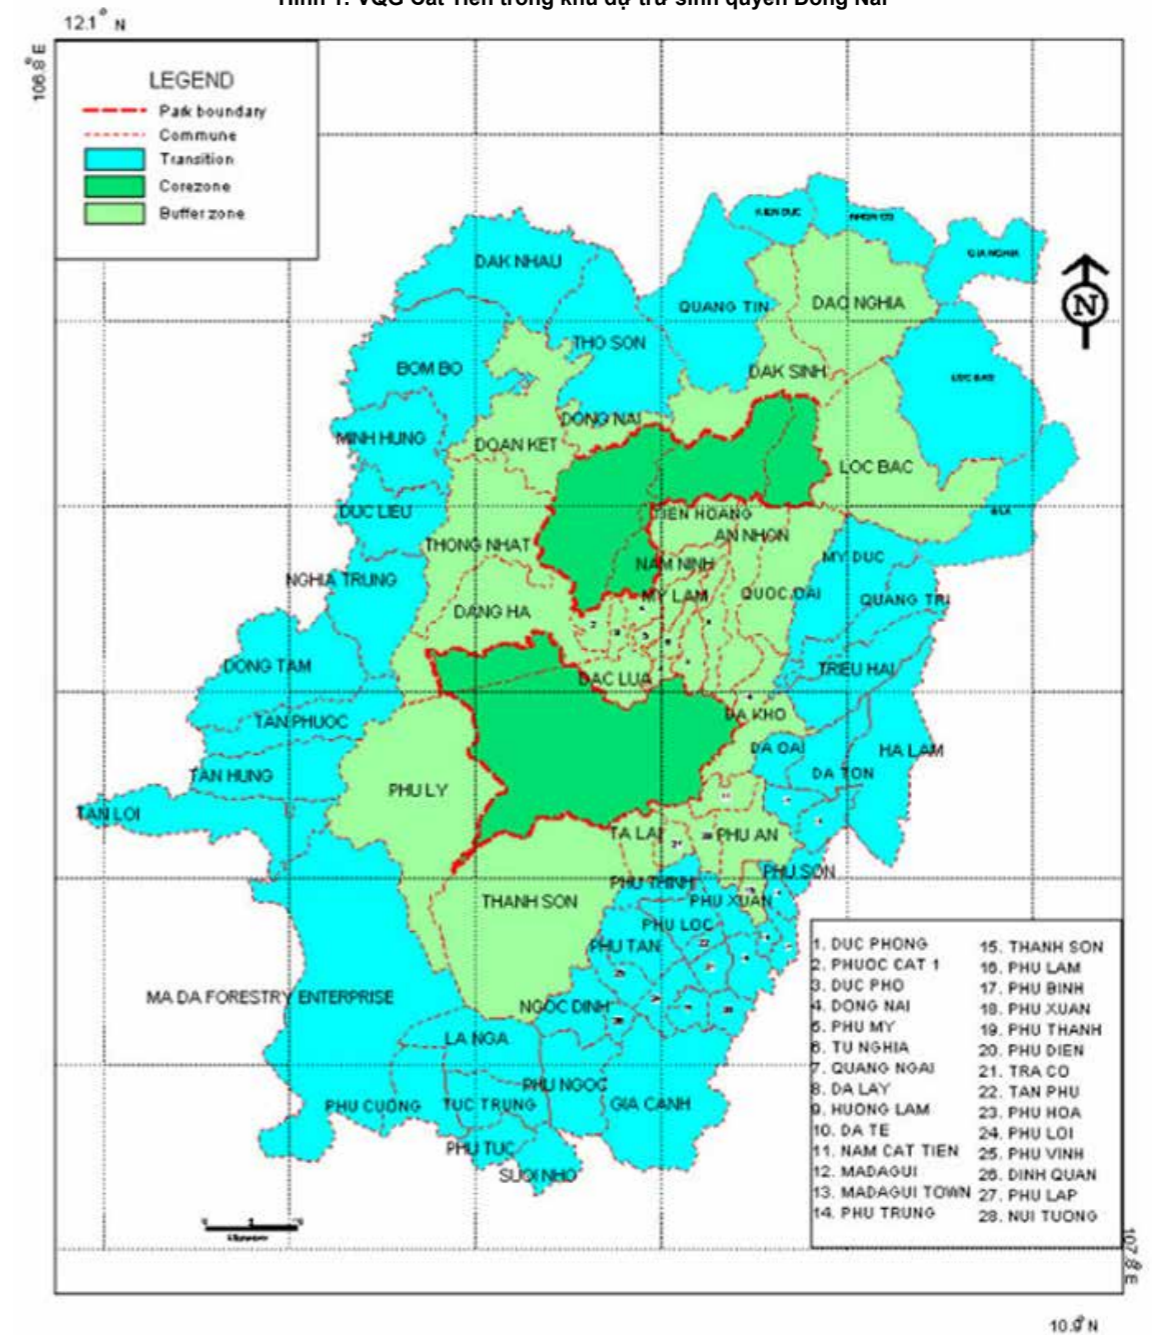 Hình 1: VQG Cát Tiên trong khu dự trữ sinh quyển Đồng Nai
12.1° N
106.8° E
LEGEND
Park boundary
Commune
Transition
Corezone
Buffer zone
KIEN DUC
NHON CO
GIA NGHIA
DAK NHAU
QUANG TIN
DAO NGHIA
THO SON
BOM BO
DAK SINH
LOC BAO
DONG NAI
MINH HUNG
DOAN KET
LOC BAC
DUC LIEU
TIEN HOANG
AN NHON
THONG NHAT
MY DUC
NAM NINH
NGHIA TRUNG
MY LAM
QUOC OAI
QUANG TRI
DANG HA
DONG TAM
TRIEU HAI
DAC LUA
TAN PHUOC
DA KHO
DA OAI
HA LAM
TAN HUNG
DA TON
PHU LY
TAN LOI
TA LAI
PHU AN
PHU SON
PHU THINH
THANH SON
PHU XUAN
PHU LOC
PHU TAN
MA DA FORESTRY ENTERPRISE
NGOC DINH
LA NGA
PHU NGOC
PHU CUONG
TUC TRUNG
GIA CANH
PHU TUC
SUOI NHO
1. DUC PHONG
2. PHUOC CAT 1
3. DUC PHO
4. DONG NAI
5. PHU MY
6. TU NGHIA
7. QUANG NGAI
8. DA LAY
9. HUONG LAM
10. DA TE
11. NAM CAT TIEN
12. MADAGUI
13. MADAGUI TOWN
14. PHU TRUNG
15. THANH SON
16. PHU LAM
17. PHU BINH
18. PHU XUAN
19. PHU THANH
20. PHU DIEN
21. TRA CO
22. TAN PHU
23. PHU HOA
24. PHU LOI
25. PHU VINH
26. DINH QUAN
27. PHU LAP
28. NUI TUONG
107.8° E
10.9° N